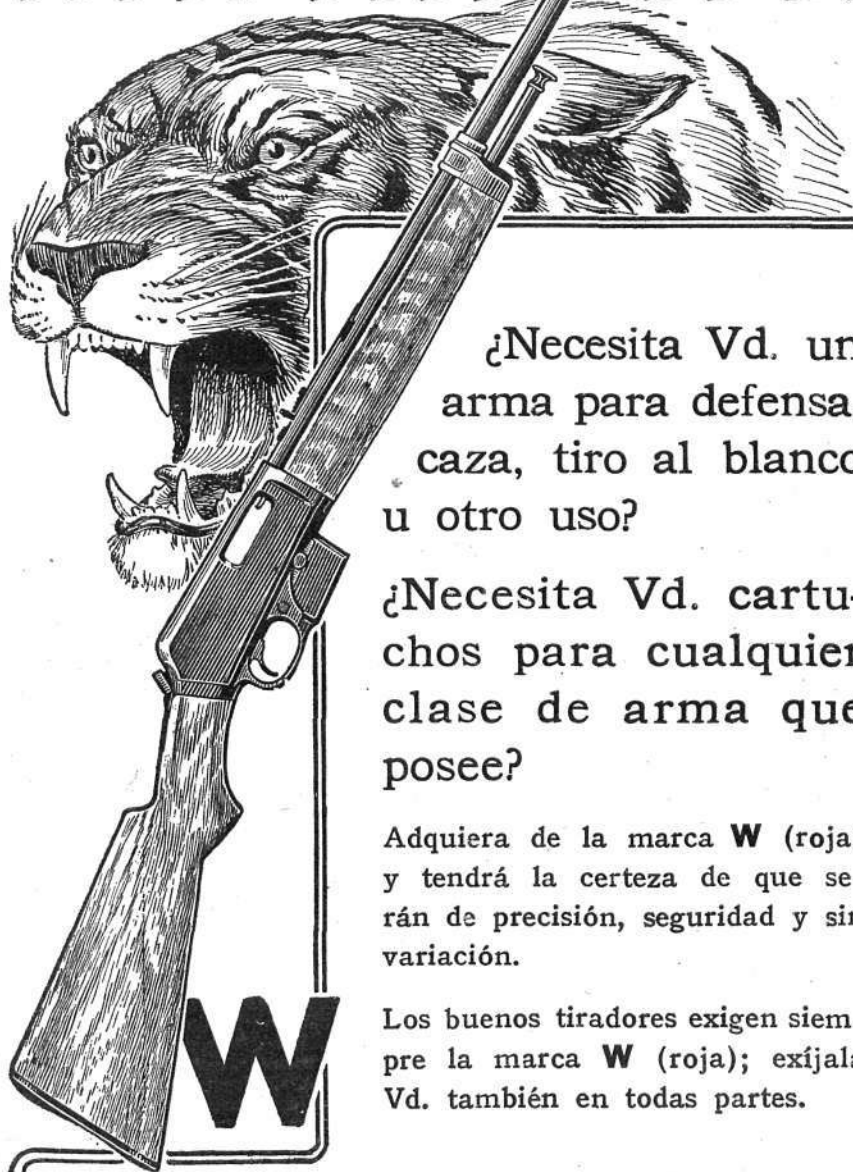 ¿Necesita Vd. un
arma para defensa
caza, tiro al blanco
u otro uso?
¿Necesita Vd. cartu-
chos para cualquier
clase de arma que
posee?
Adquiera de la marca W (roja
y tendrá la certeza de que se-
rán de precisión, seguridad y sin
variación.
Los buenos tiradores exigen siem-
pre la marca W (roja); exíjala
Vd. también en todas partes.
W